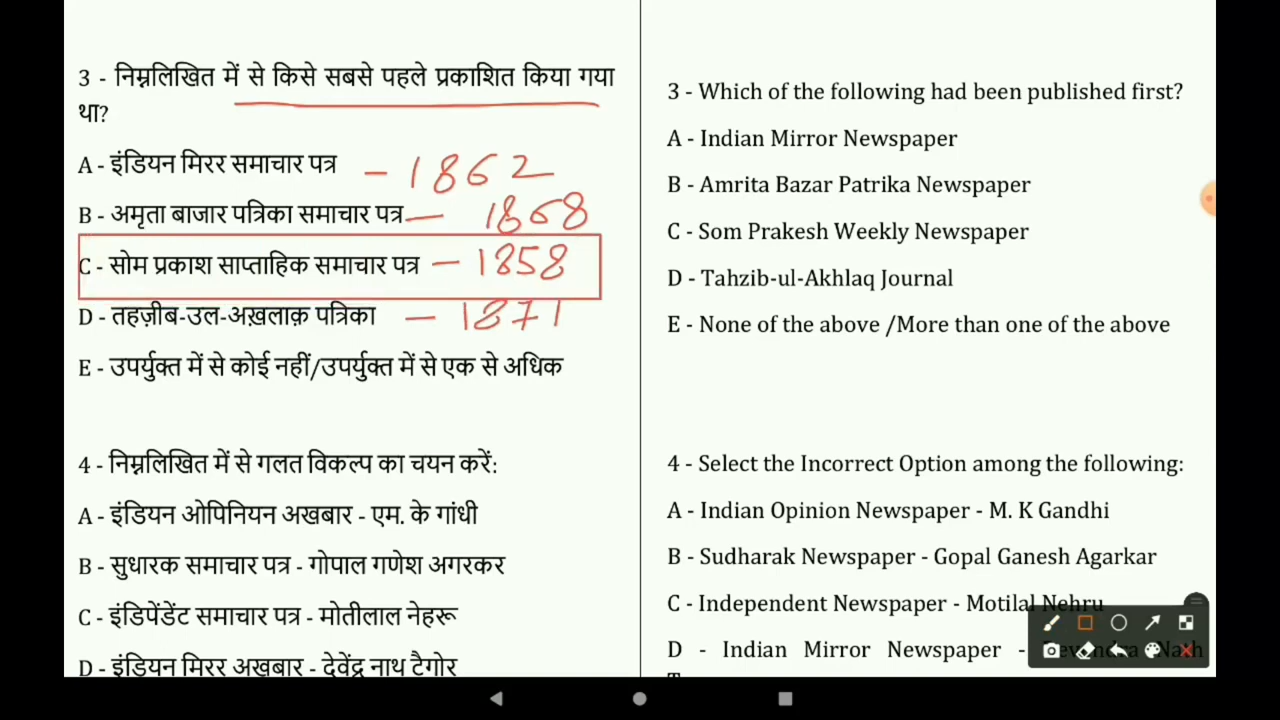 3 - निम्नलिखित में से किसे सबसे पहले प्रकाशित किया गया
था?
A - इंडियन मिरर समाचार पत्र - 1862
B - अमृता बाजार पत्रिका समाचार पत्र - 1868
C - सोम प्रकाश साप्ताहिक समाचार पत्र - 1858
D - तहज़ीब-उल-अख़लाक़ पत्रिका - 1871
E - उपर्युक्त में से कोई नहीं/उपर्युक्त में से एक से अधिक
4 - निम्नलिखित में से गलत विकल्प का चयन करें:
A - इंडियन ओपिनियन अखबार - एम. के गांधी
B - सुधारक समाचार पत्र - गोपाल गणेश अगरकर
C - इंडिपेंडेंट समाचार पत्र - मोतीलाल नेहरू
D - इंडियन मिरर अखबार - देवेंद्र नाथ टैगोर
3 - Which of the following had been published first?
A - Indian Mirror Newspaper
B - Amrita Bazar Patrika Newspaper
C - Som Prakesh Weekly Newspaper
D - Tahzib-ul-Akhlaq Journal
E - None of the above /More than one of the above
4 - Select the Incorrect Option among the following:
A - Indian Opinion Newspaper - M. K Gandhi
B - Sudharak Newspaper - Gopal Ganesh Agarkar
C - Independent Newspaper - Motilal Nehru
D - Indian Mirror Newspaper -